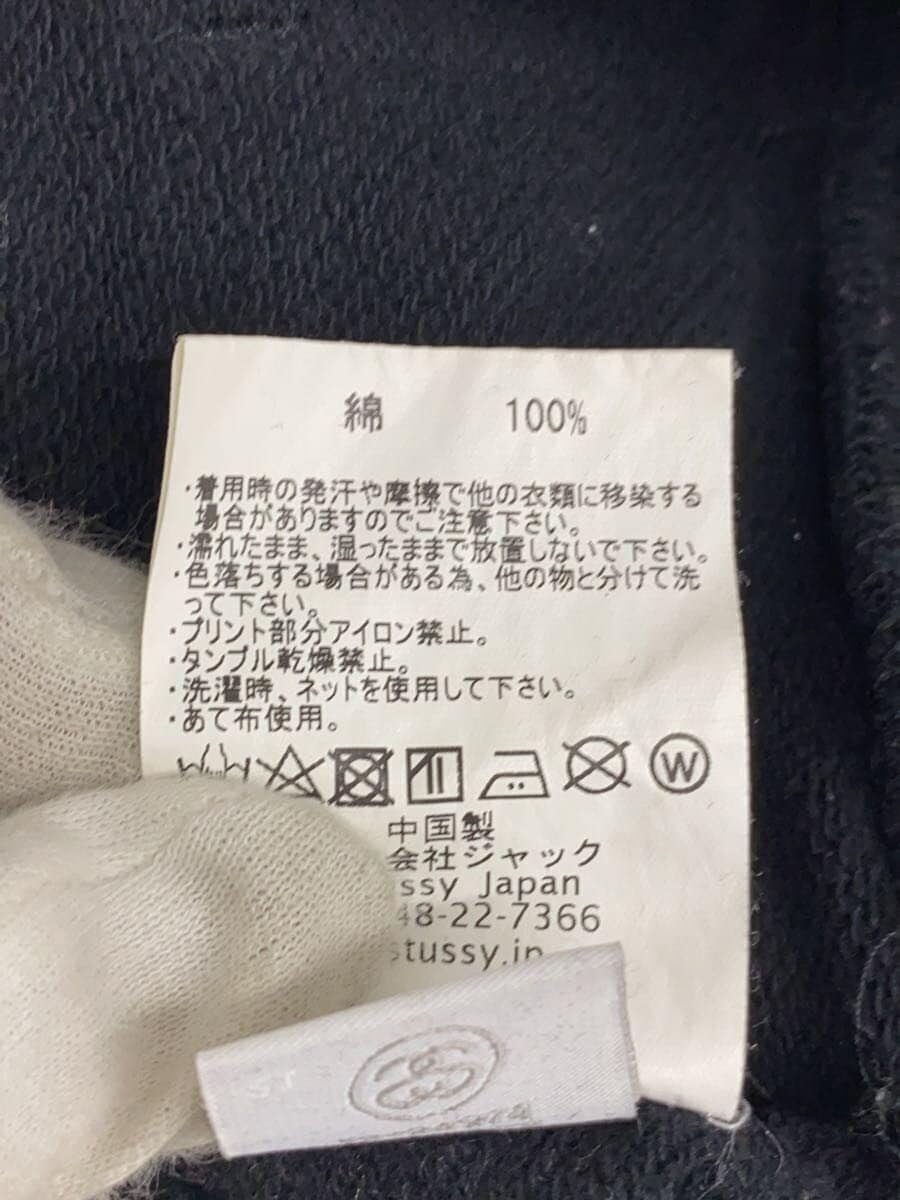 綿 100%
・着用時の発汗や摩擦で他の衣類に移染する
場合がありますのでご注意下さい。
・濡れたまま、湿ったままで放置しないで下さい。
・色落ちする場合がある為、他の物と分けて洗
って下さい。
・プリント部分アイロン禁止。
・タンブル乾燥禁止。
・洗濯時、ネットを使用して下さい。
・あて布使用。
W
中国製
会社ジャック
ssy Japan
48-22-7366
stussy.jp
ST